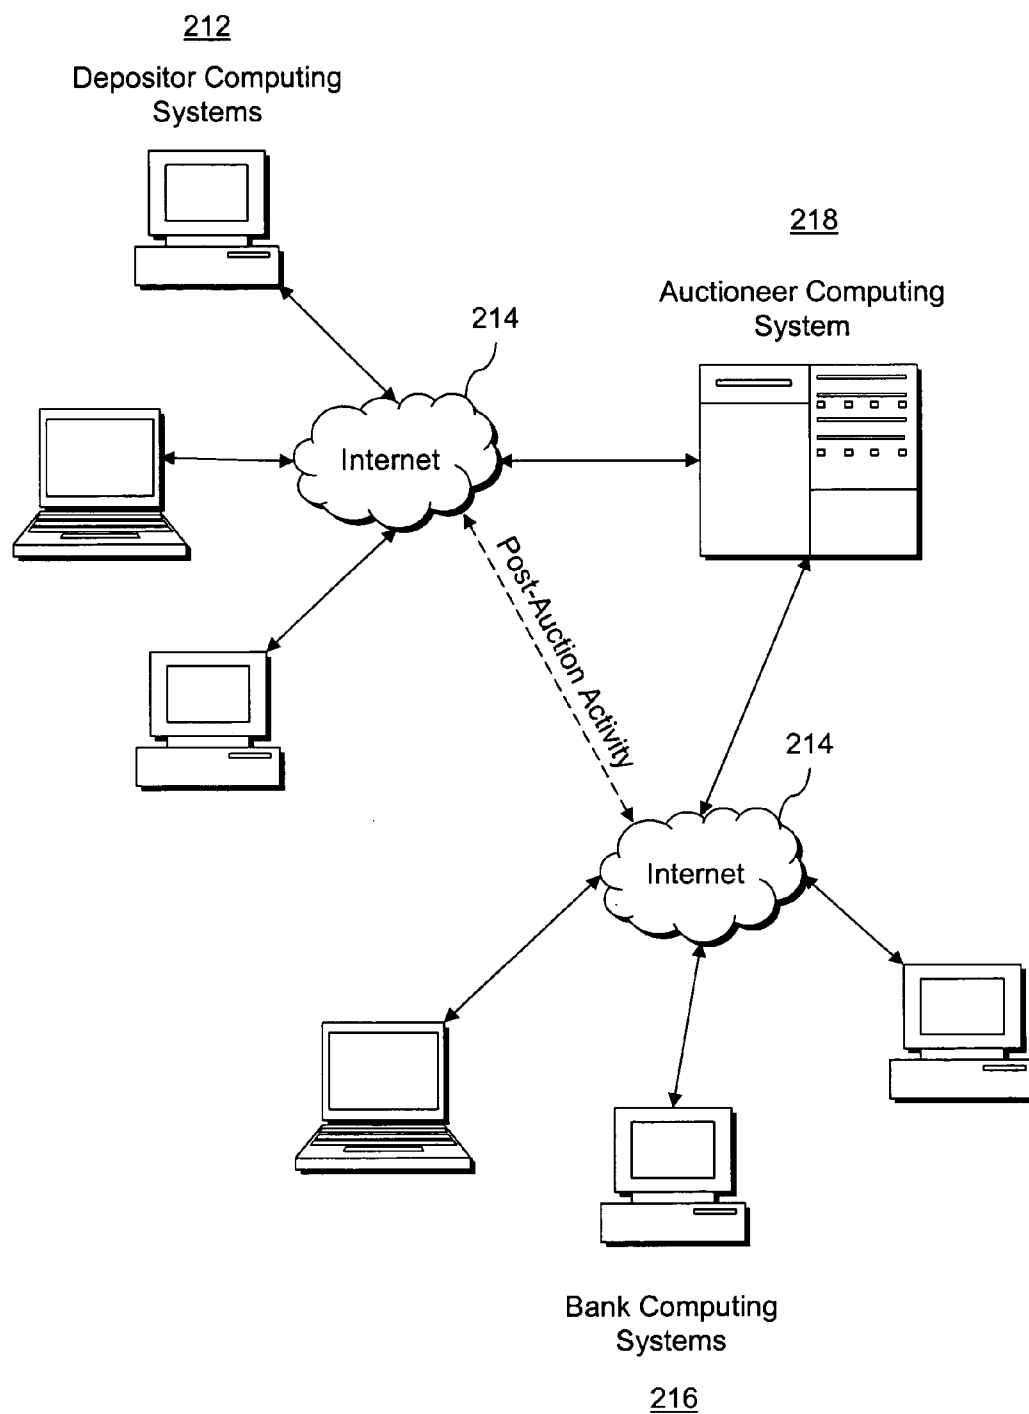 212
Depositor Computing
Systems
218
Auctioneer Computing
System
214
Internet
Post-Auction Activity
214
Internet
Bank Computing
Systems
216